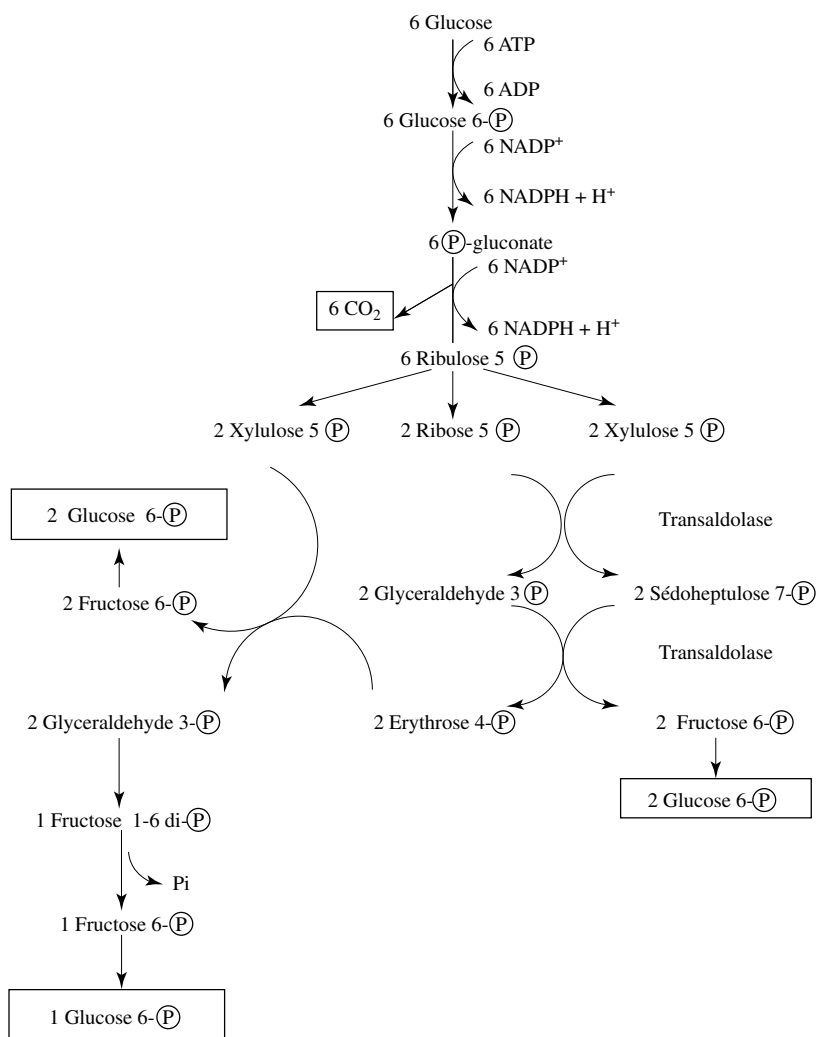 6 Glucose
6 ATP
6 ADP
6 Glucose 6-Ⓟ
6 NADP⁺
6 NADPH + H⁺
6 Ⓟ-gluconate
6 NADP⁺
6 CO₂
6 NADPH + H⁺
6 Ribulose 5 Ⓟ
2 Xylulose 5 Ⓟ 2 Ribose 5 Ⓟ 2 Xylulose 5 Ⓟ
2 Glucose 6-Ⓟ
Transaldolase
2 Fructose 6-Ⓟ
2 Glyceraldehyde 3 Ⓟ 2 Sédoheptulose 7-Ⓟ
Transaldolase
2 Glyceraldehyde 3-Ⓟ 2 Erythrose 4-Ⓟ 2 Fructose 6-Ⓟ
2 Glucose 6-Ⓟ
1 Fructose 1-6 di-Ⓟ
Pi
1 Fructose 6-Ⓟ
1 Glucose 6-Ⓟ